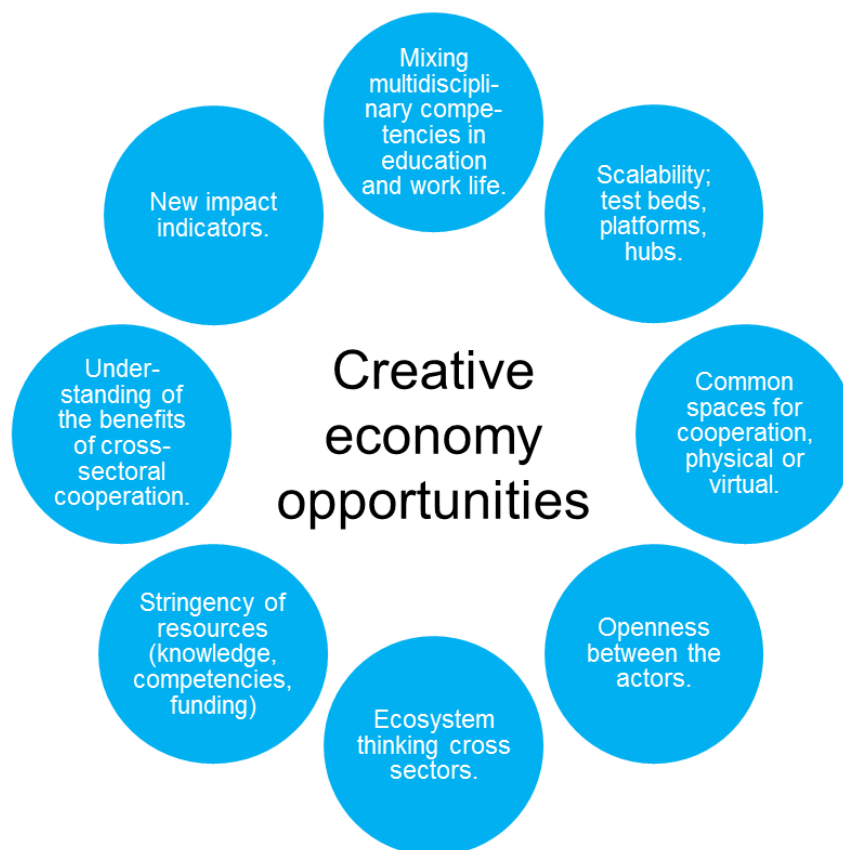 Mixing
multidiscipli-
nary compe-
tencies in
education
and work life.
Scalability;
test beds,
platforms,
hubs.
Common
spaces for
cooperation,
physical or
virtual.
Openness
between the
actors.
Ecosystem
thinking cross
sectors.
Stringency of
resources
(knowledge,
competencies,
funding)
Under-
standing of
the benefits
of cross-
sectoral
cooperation.
New impact
indicators.
Creative
economy
opportunities